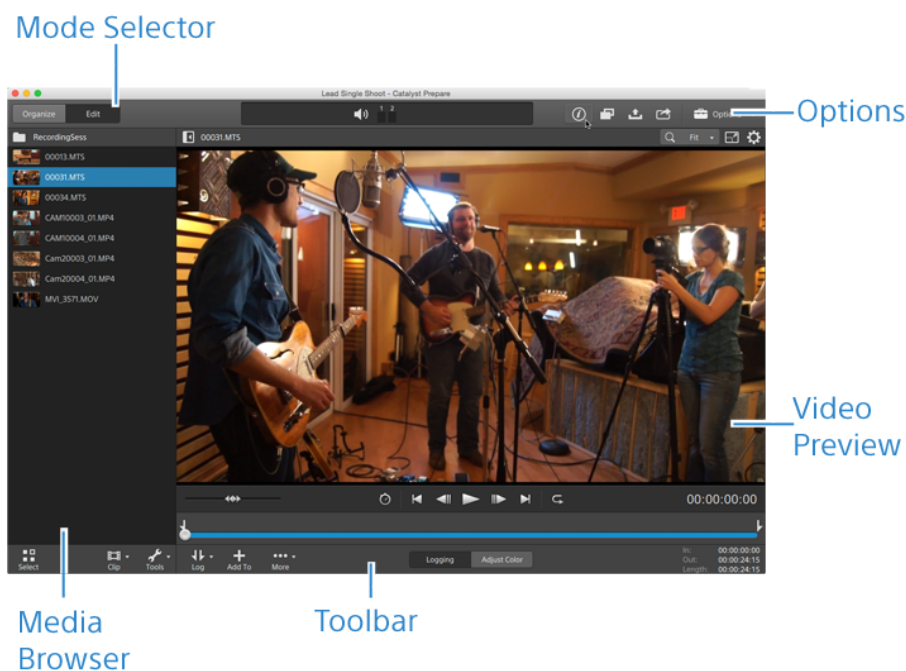 Mode Selector
Lead Single Shoot - Catalyst Prepare
Organize Edit
1 2
Options
Options
RecordingSess
00031.MTS
Fit
00013.MTS
00031.MTS
00034.MTS
CAM10003_01.MP4
CAM10004_01.MP4
Cam20003_01.MP4
Cam20004_01.MP4
MVI_3571.MOV
EXIT
Video
Preview
00:00:00:00
Select
Clip
Tools
Log
Add To
More
Logging
Adjust Color
In: 00:00:00:00
Out: 00:00:24:15
Length: 00:00:24:15
Media
Browser
Toolbar